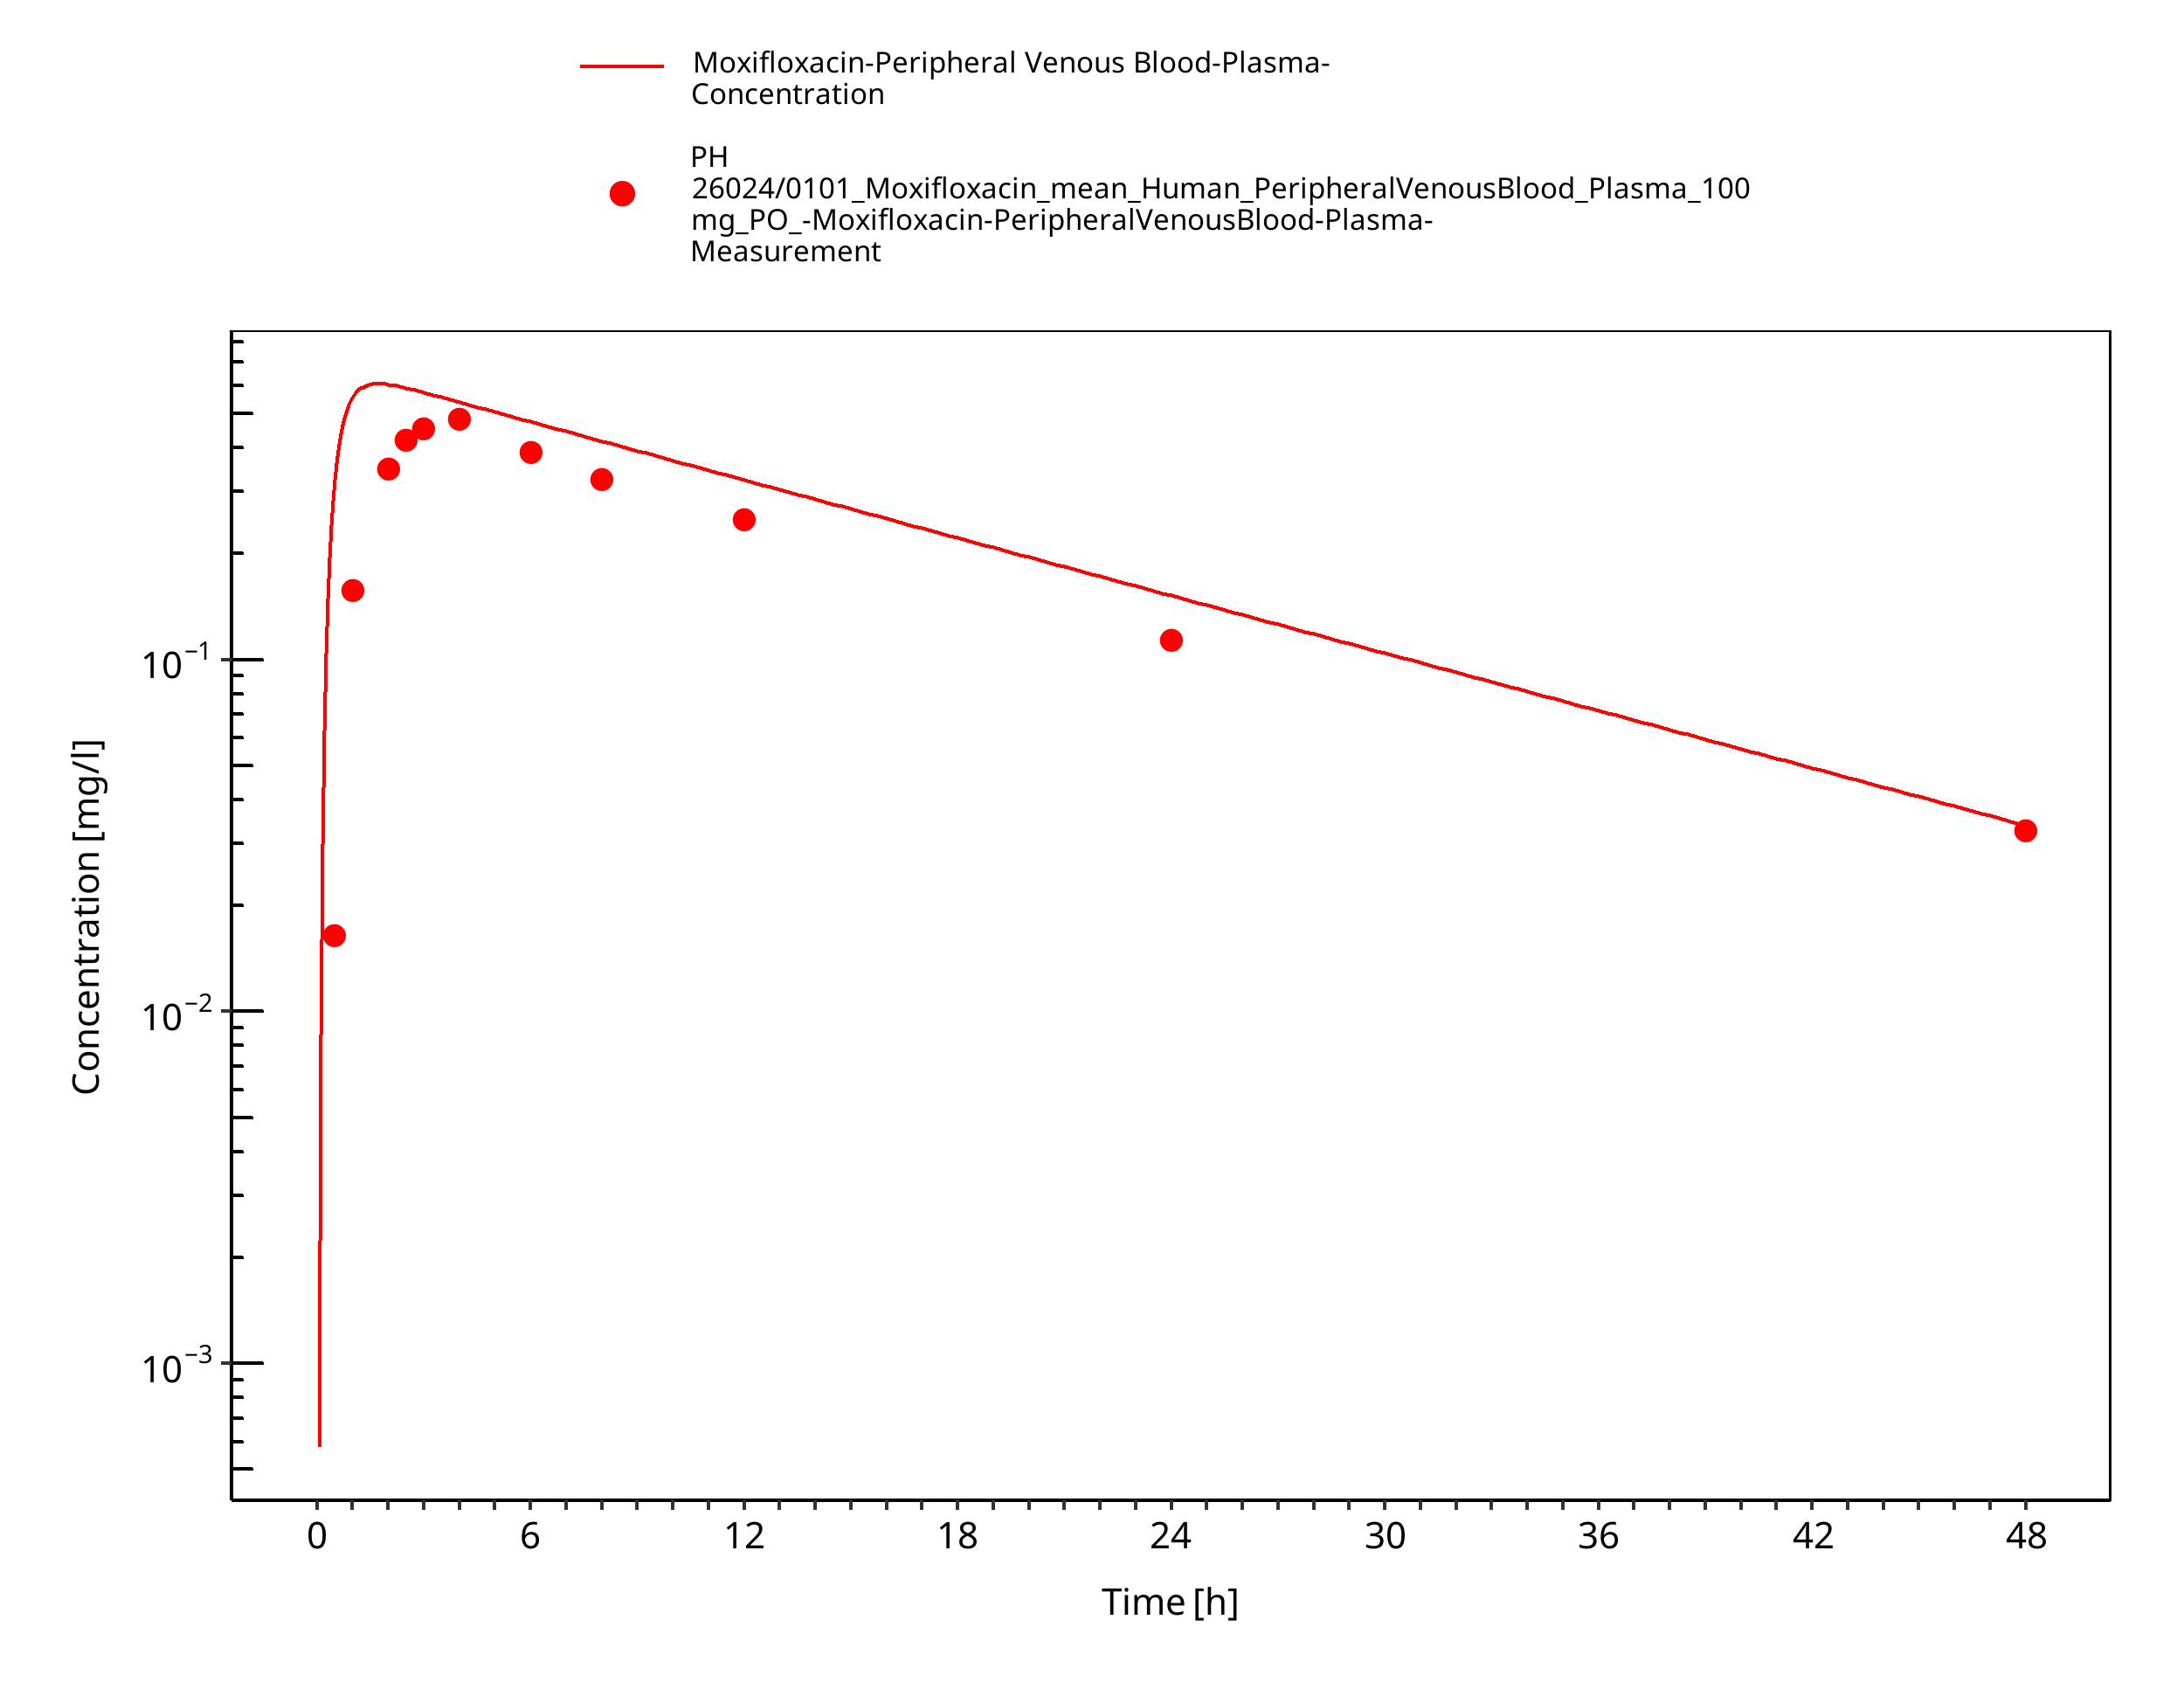 Moxifloxacin-Peripheral Venous Blood-Plasma-
Concentration
PH
26024/0101_Moxifloxacin_mean_Human_PeripheralVenousBlood_Plasma_100
mg_PO_-Moxifloxacin-PeripheralVenousBlood-Plasma-
Measurement
Concentration [mg/l]
10⁻¹
10⁻²
10⁻³
0 6 12 18 24 30 36 42 48
Time [h]